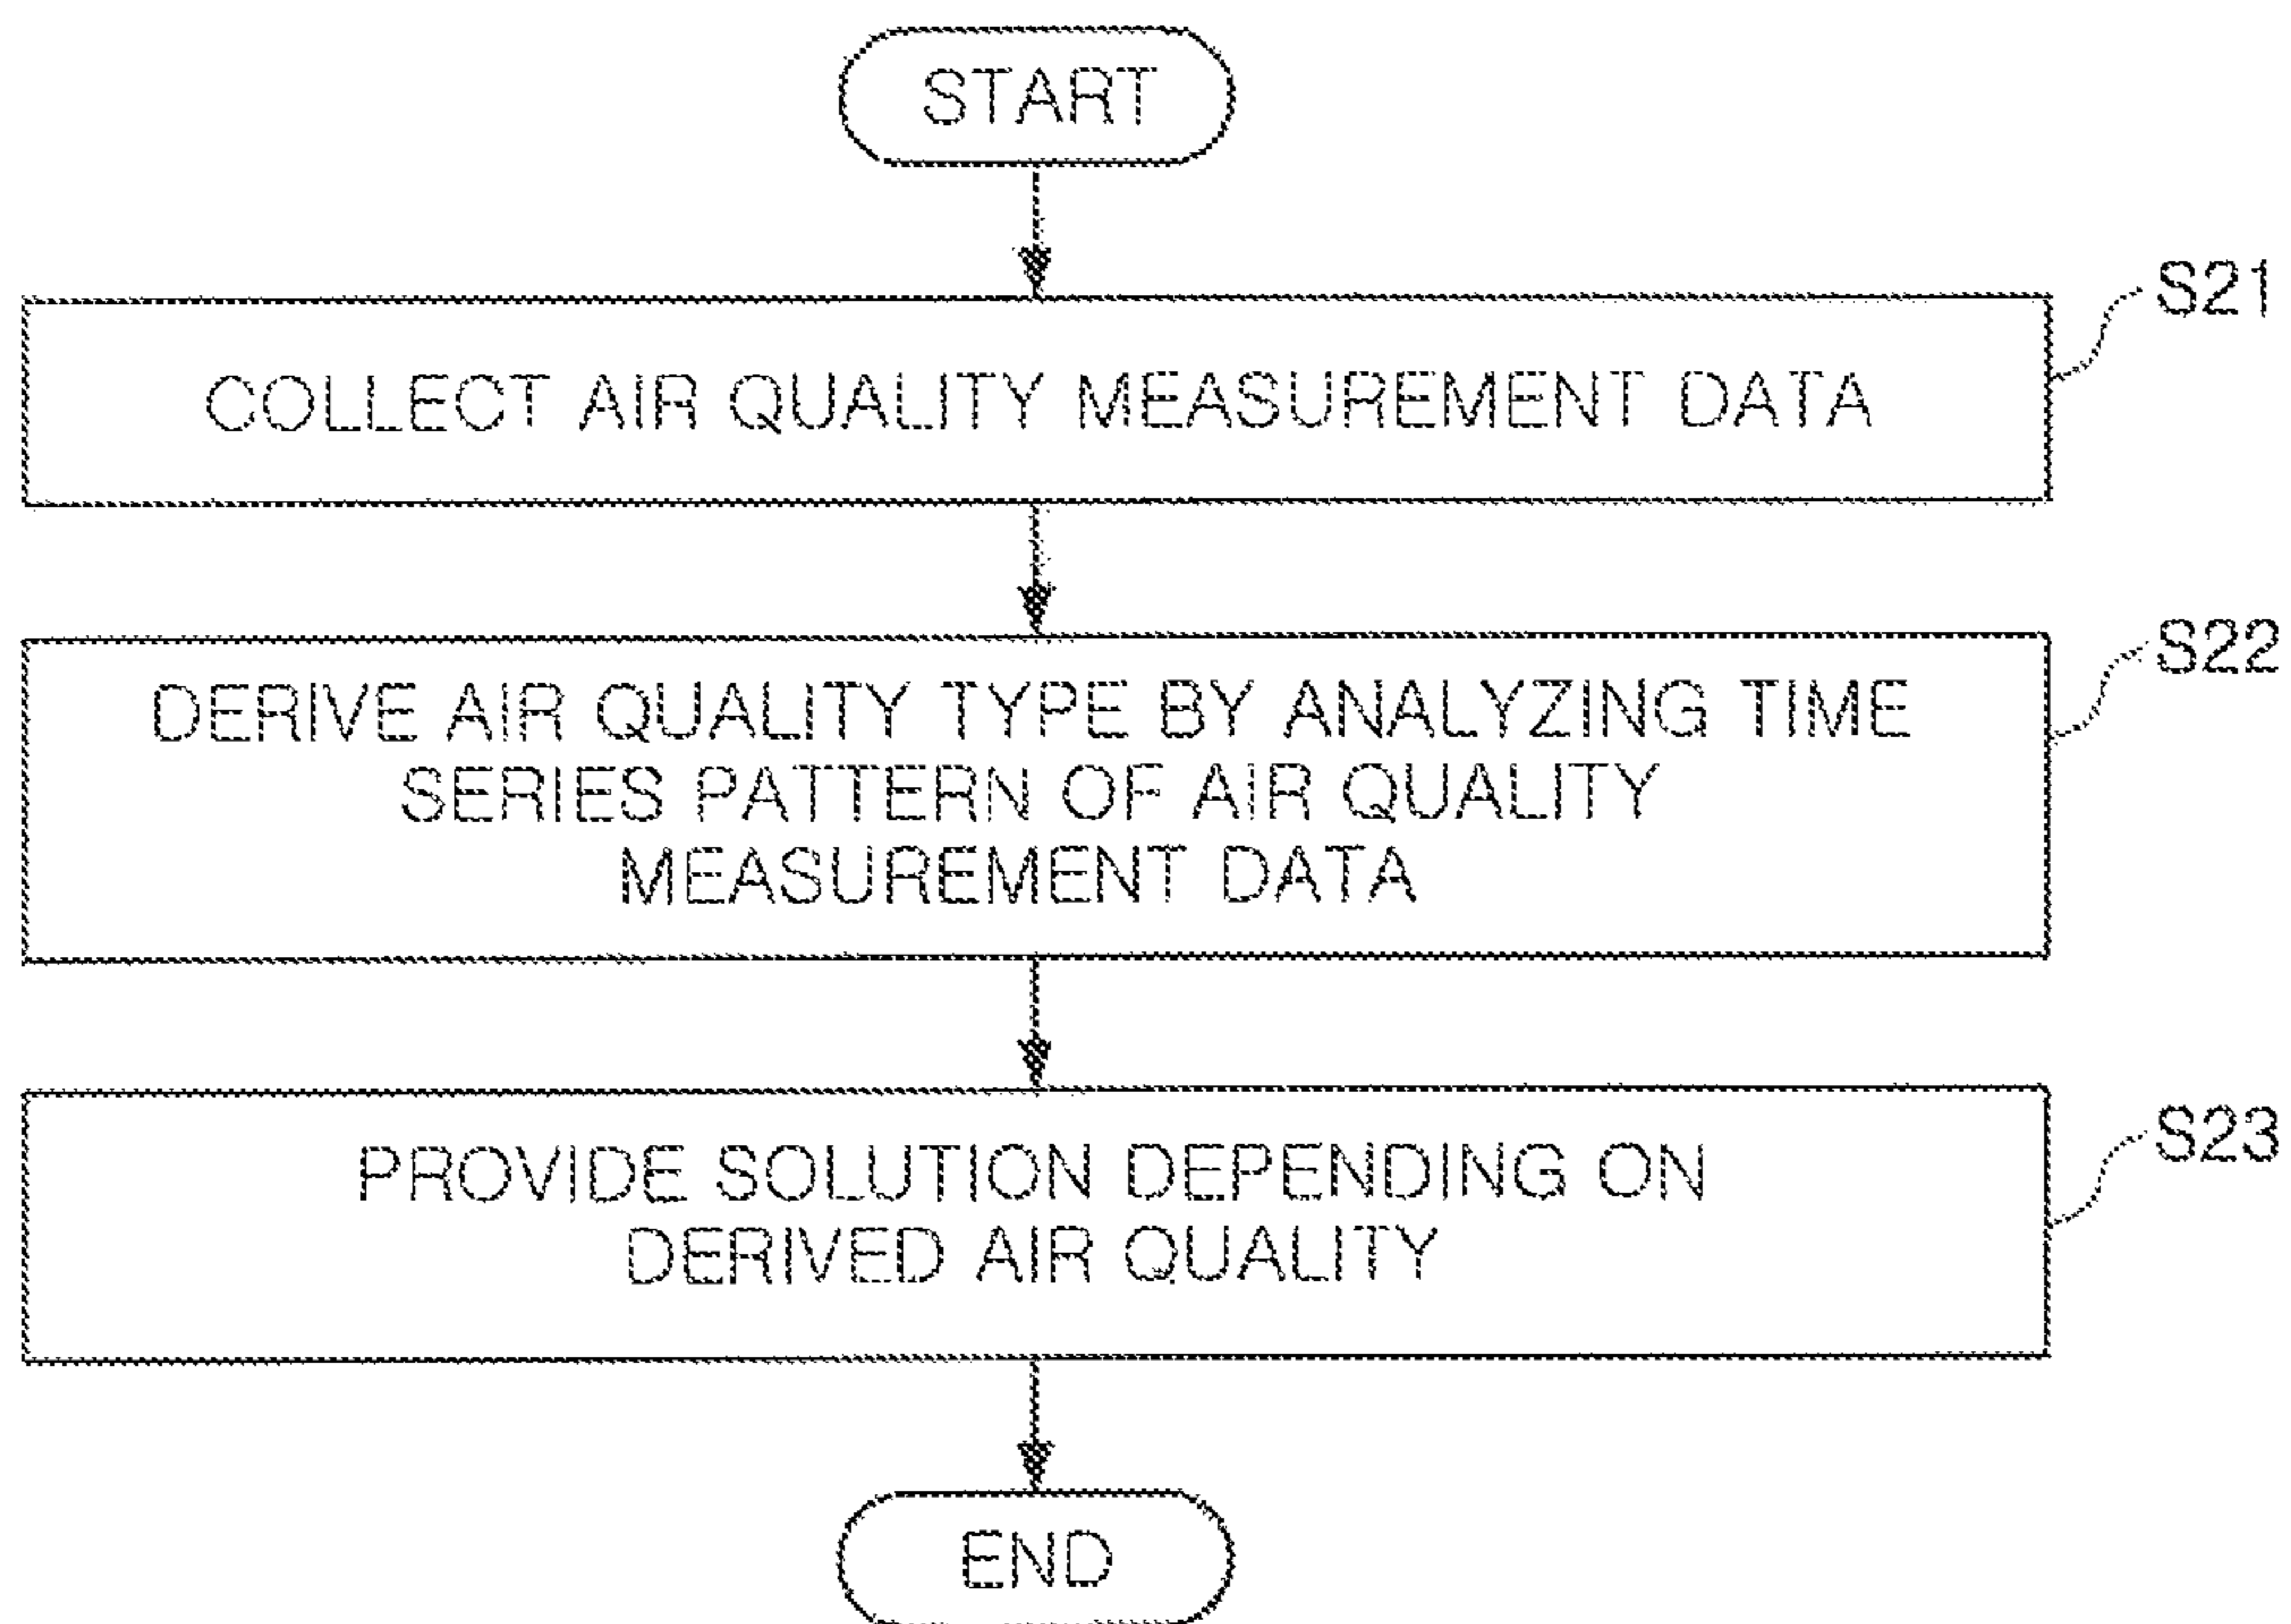 START
S21
COLLECT AIR QUALITY MEASUREMENT DATA
S22
DERIVE AIR QUALITY TYPE BY ANALYZING TIME
SERIES PATTERN OF AIR QUALITY
MEASUREMENT DATA
S23
PROVIDE SOLUTION DEPENDING ON
DERIVED AIR QUALITY
END